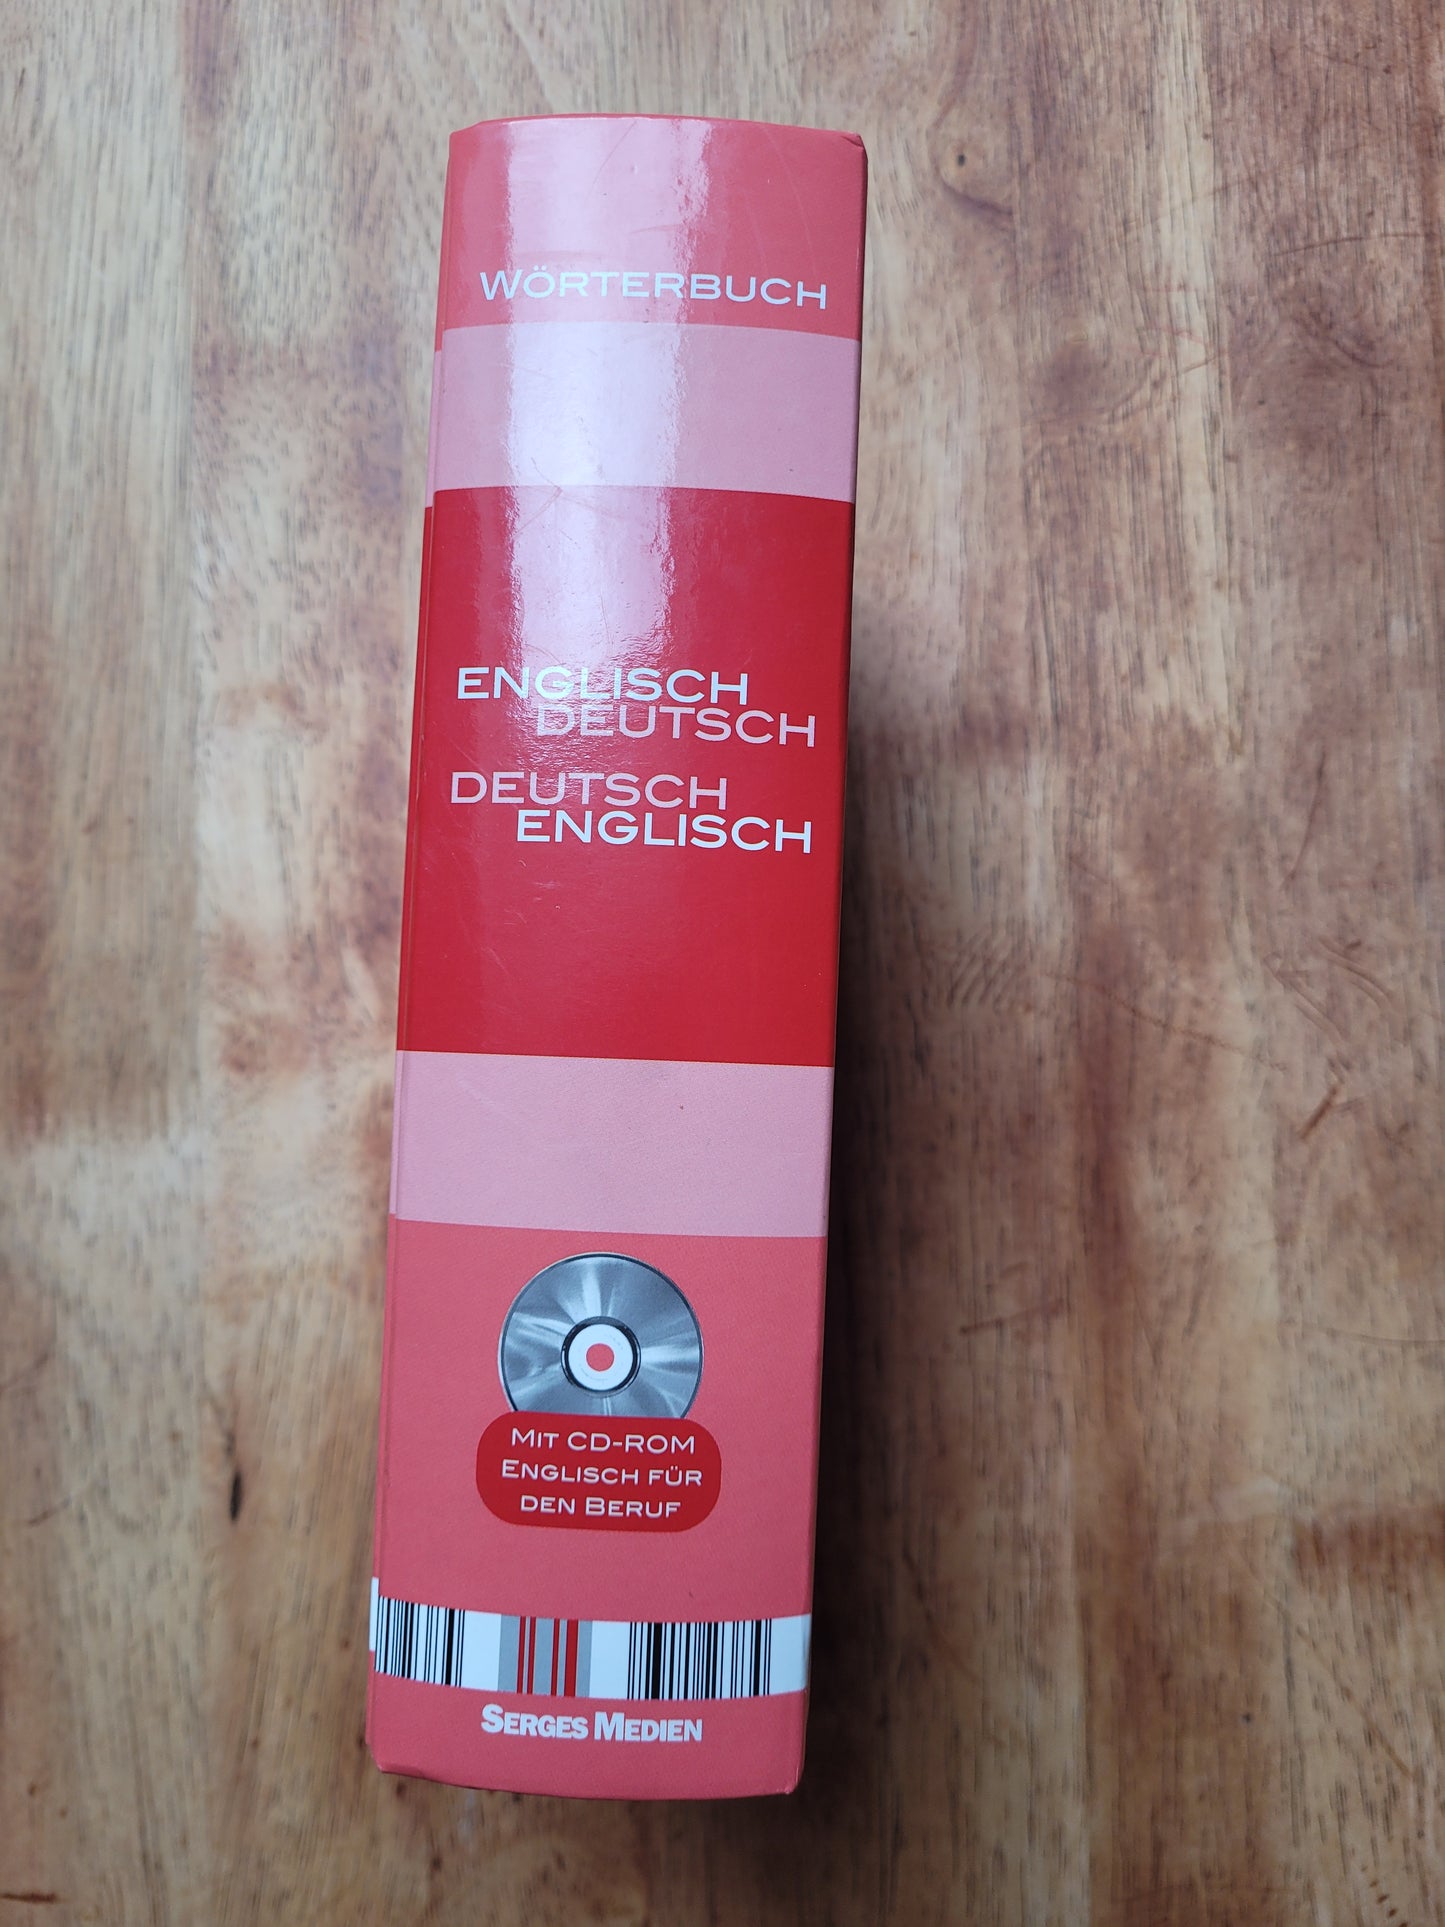 WÖRTERBUCH
ENGLISCH
DEUTSCH
DEUTSCH
ENGLISCH
MIT CD-ROM
ENGLISCH FÜR
DEN BERUF
SERGES MEDIEN